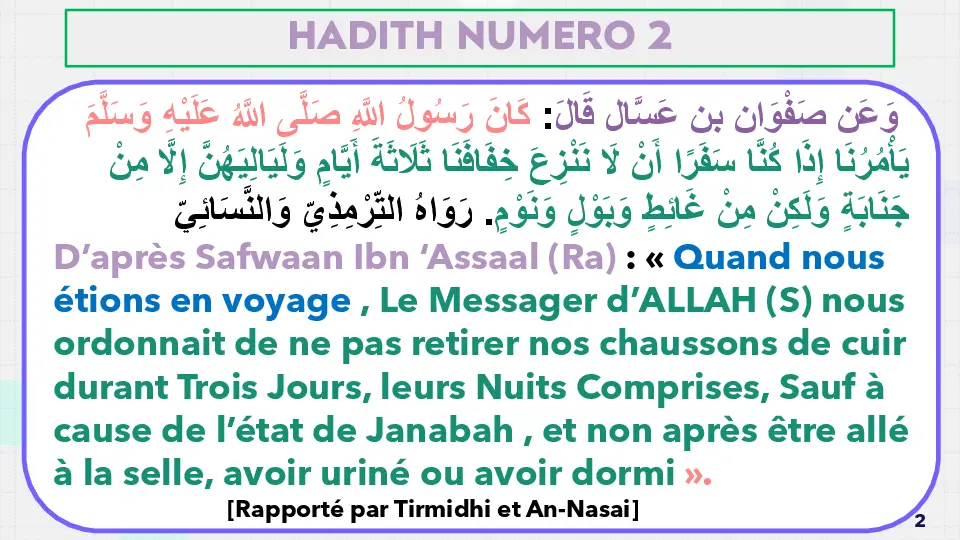 HADITH NUMERO 2
وَعَن صَفْوَان بن عَسَّال قَالَ: كَانَ رَسُولُ اللهِ صَلَّى اللهُ عَلَيْهِ وَسَلَّمَ
يَأْمُرُنَا إِذَا كُنَّا سَفَرًا أَنْ لَا نَنْزِعَ خِفَافَنَا ثَلَاثَةَ أَيَّامٍ وَلَيَالِيَهُنَّ إِلَّا مِنْ
جَنَابَةٍ وَلَكِنْ مِنْ غَائِطٍ وَبَوْلٍ وَنَوْمٍ. رَوَاهُ التِّرْمِذِيّ وَالنَّسَائِيّ
D’après Safwaan Ibn ‘Assaal (Ra) : « Quand nous
étions en voyage , Le Messager d’ALLAH (S) nous
ordonnait de ne pas retirer nos chaussons de cuir
durant Trois Jours, leurs Nuits Comprises, Sauf à
cause de l’état de Janabah , et non après être allé
à la selle, avoir uriné ou avoir dormi ».
[Rapporté par Tirmidhi et An-Nasai]
2